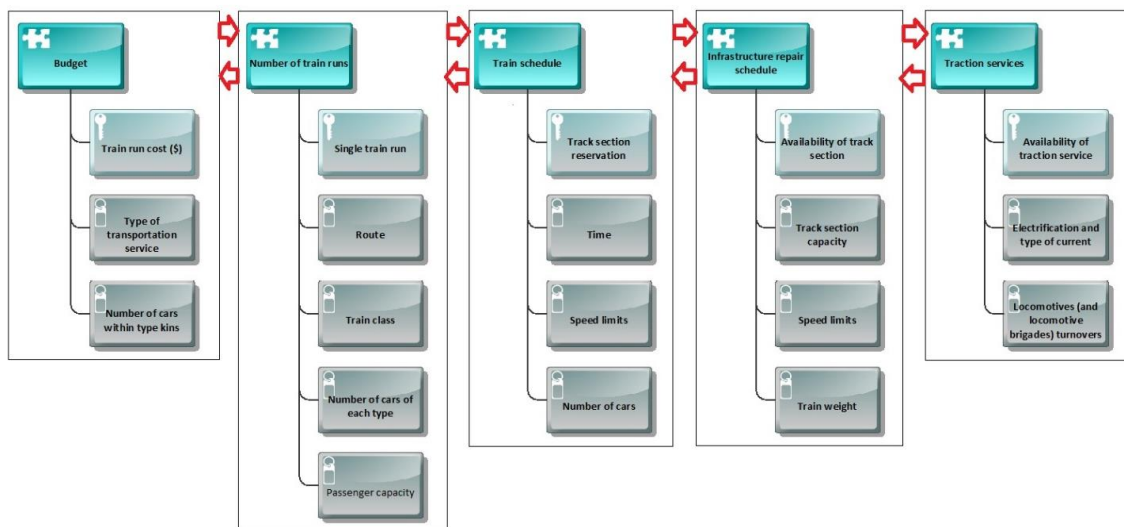 Budget
Train run cost ($)
Type of
transportation
service
Number of cars
within type kins
Number of train runs
Single train run
Route
Train class
Number of cars of
each type
Passenger capacity
Train schedule
Track section
reservation
Time
Speed limits
Number of cars
Infrastructure repair
schedule
Availability of track
section
Track section
capacity
Speed limits
Train weight
Traction services
Availability of
traction service
Electrification and
type of current
Locomotives (and
locomotive
brigades) turnovers